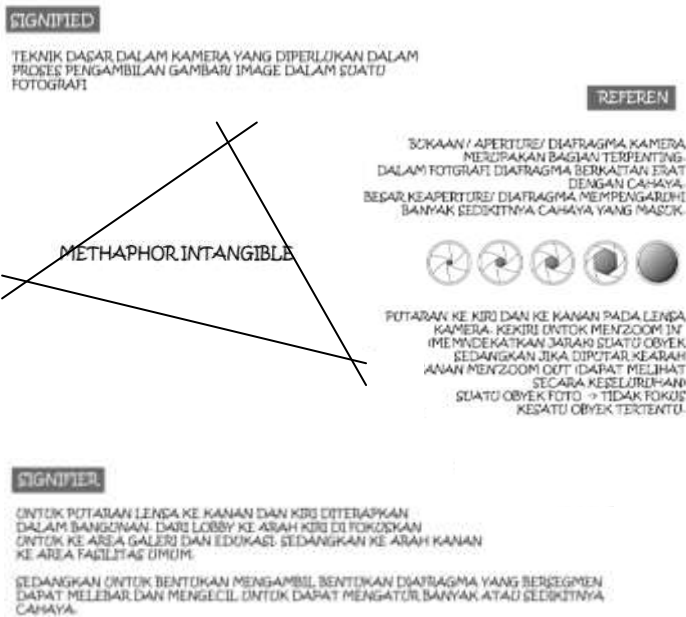 SIGNIFIED
TEKNIK DASAR DALAM KAMERA YANG DIPERLUKAN DALAM
PROSES PENGAMBILAN GAMBAR/ IMAGE DALAM SUATU
FOTOGRAFI
REFEREN
BUKAAN / APERTURE/ DIAFRAGMA KAMERA
MERUPAKAN BAGIAN TERPENTING.
DALAM FOTGRAFI DIAFRAGMA BERKAITAN ERAT
DENGAN CAHAYA.
BESAR KEAPERTURE/ DIAFRAGMA MEMPENGARUHI
BANYAK SEDIKITNYA CAHAYA YANG MASUK.
METHAPHOR INTANGIBLE
PUTARAN KE KIRI DAN KE KANAN PADA LENSA
KAMERA. KEKIRI UNTUK MEN'ZOOM IN'
(MEMNDEKATKAN JARAK) SUATU OBYEK
SEDANGKAN JIKA DIPUTAR KEARAH
ANAN MEN'ZOOM OUT (DAPAT MELIHAT
SECARA KESELURUHAN)
SUATU OBYEK FOTO -> TIDAK FOKUS
KESATU OBYEK TERTENTU.
SIGNIFIER
UNTUK PUTARAN LENSA KE KANAN DAN KIRI DITERAPKAN
DALAM BANGUNAN. DARI LOBBY KE ARAH KIRI DI FOKUSKAN
UNTUK KE AREA GALERI DAN EDUKASI. SEDANGKAN KE ARAH KANAN
KE AREA FASILITAS UMUM.
SEDANGKAN UNTUK BENTUKAN MENGAMBIL BENTUKAN DIAFRAGMA YANG BERSEGMEN
DAPAT MELEBAR DAN MENGECIL UNTUK DAPAT MENGATUR BANYAK ATAU SEDIKITNYA
CAHAYA.